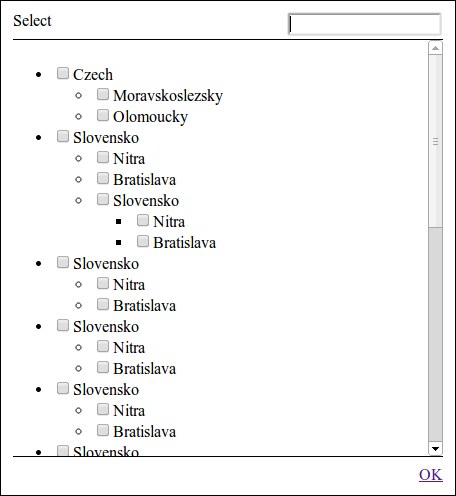 Select
Czech
Moravskoslezsky
Olomoucky
Slovensko
Nitra
Bratislava
Slovensko
Nitra
Bratislava
Slovensko
Nitra
Bratislava
Slovensko
Nitra
Bratislava
Slovensko
Nitra
Bratislava
Slovensko
OK